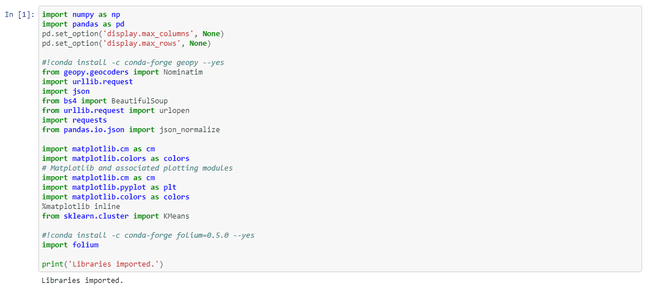 In [1]:
import numpy as np
import pandas as pd
pd.set_option('display.max_columns', None)
pd.set_option('display.max_rows', None)
#!conda install -c conda-forge geopy --yes
from geopy.geocoders import Nominatim
import urllib.request
import json
from bs4 import BeautifulSoup
from urllib.request import urlopen
import requests
from pandas.io.json import json_normalize
import matplotlib.cm as cm
import matplotlib.colors as colors
# Matplotlib and associated plotting modules
import matplotlib.cm as cm
import matplotlib.pyplot as plt
import matplotlib.colors as colors
%matplotlib inline
from sklearn.cluster import KMeans
#!conda install -c conda-forge folium=0.5.0 --yes
import folium
print('Libraries imported.')
Libraries imported.